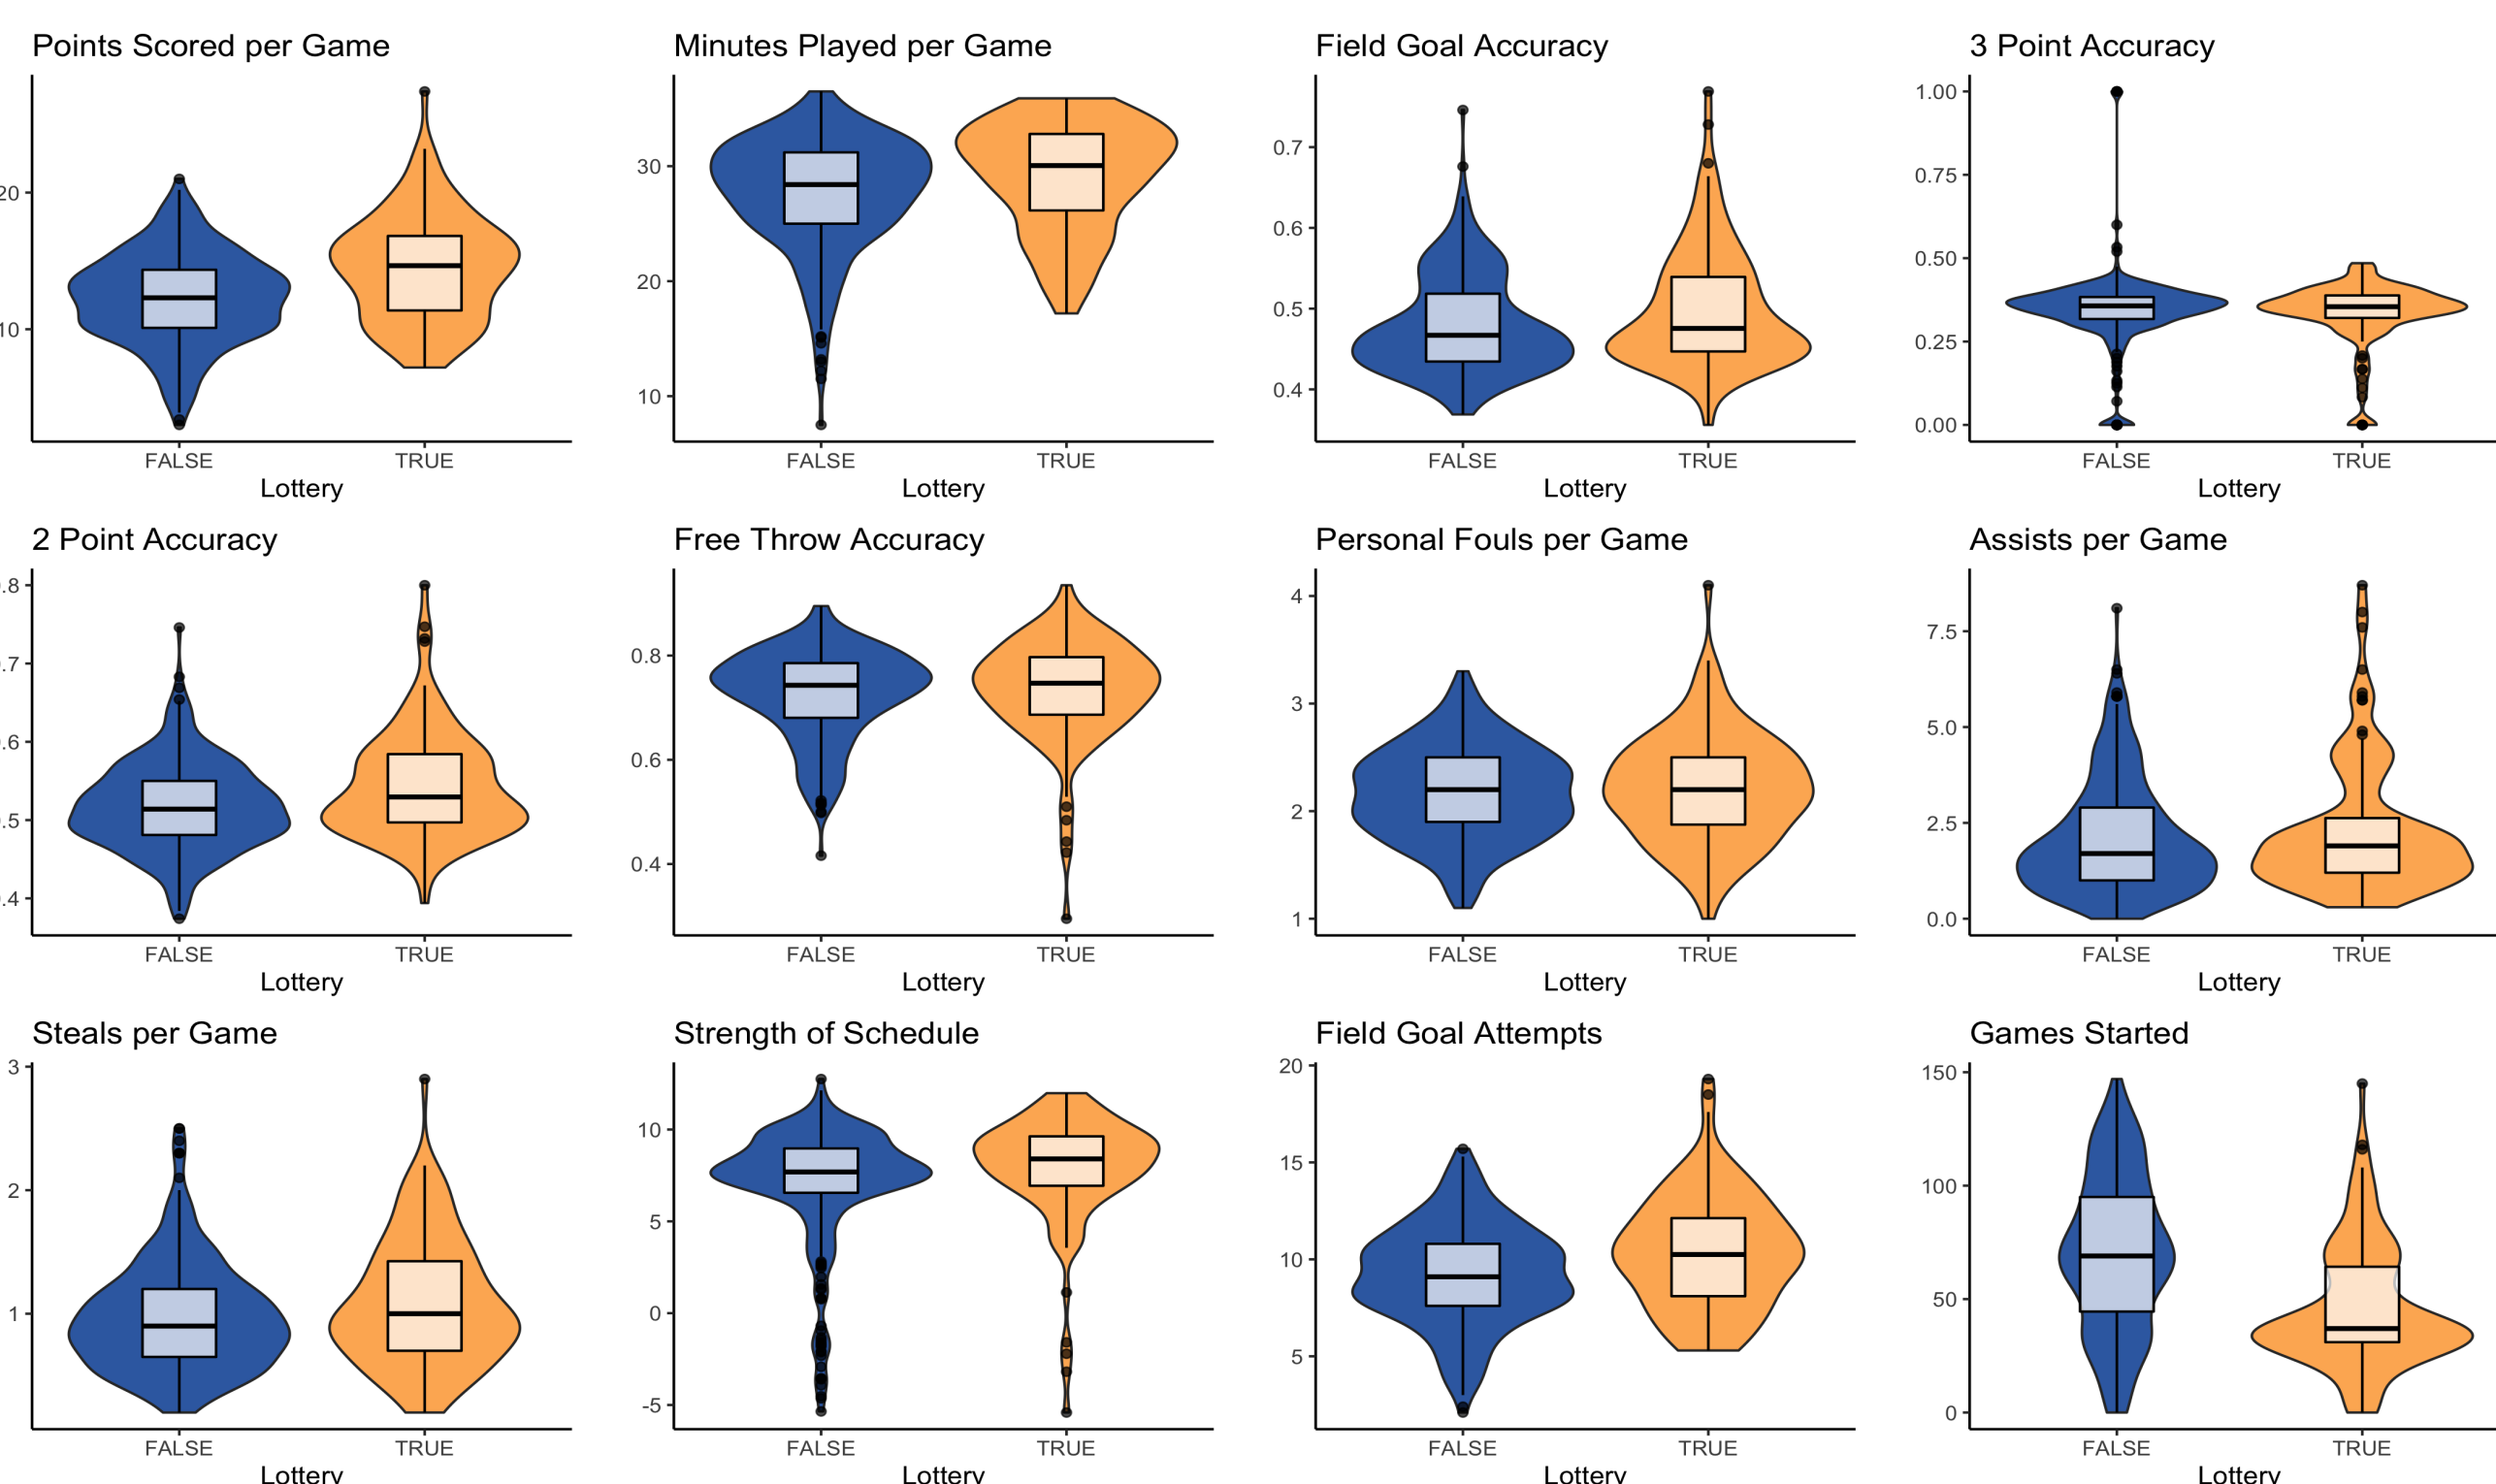 Points Scored per Game
Minutes Played per Game
Field Goal Accuracy
3 Point Accuracy
20
10
FALSE TRUE
Lottery
30
20
10
FALSE TRUE
Lottery
0.7
0.6
0.5
0.4
FALSE TRUE
Lottery
1.00
0.75
0.50
0.25
0.00
FALSE TRUE
Lottery
2 Point Accuracy
Free Throw Accuracy
Personal Fouls per Game
Assists per Game
.8
.7
.6
.5
.4
FALSE TRUE
Lottery
0.8
0.6
0.4
FALSE TRUE
Lottery
4
3
2
1
FALSE TRUE
Lottery
7.5
5.0
2.5
0.0
FALSE TRUE
Lottery
Steals per Game
Strength of Schedule
Field Goal Attempts
Games Started
3
2
1
FALSE TRUE
Lottery
10
5
0
-5
FALSE TRUE
Lottery
20
15
10
5
FALSE TRUE
Lottery
150
100
50
0
FALSE TRUE
Lottery